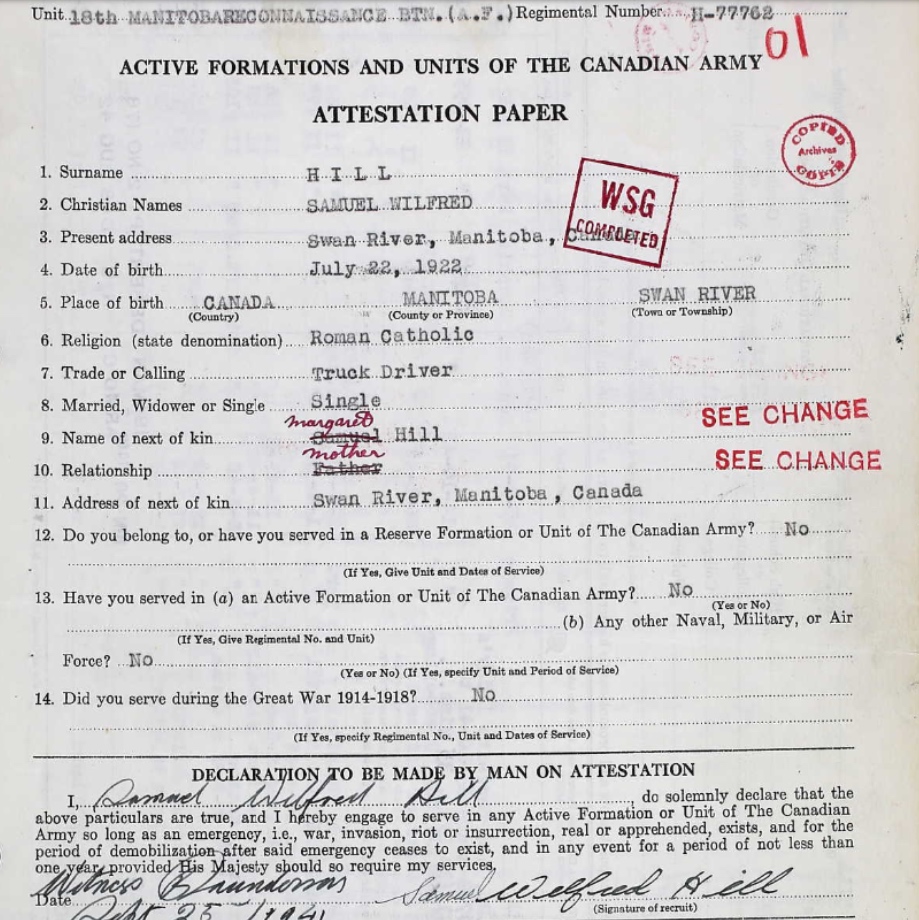 Unit 18th MANITOBARECONNAISSANCE BTN.(A.F.) Regimental Number H-77762
01
ACTIVE FORMATIONS AND UNITS OF THE CANADIAN ARMY
ATTESTATION PAPER
COPIED
Archives
COPIÉ
1. Surname H I L L
WSG
COMPLETED
2. Christian Names SAMUEL WILFRED
3. Present address Swan River, Manitoba, Canada
4. Date of birth July 22, 1922
5. Place of birth CANADA MANITOBA SWAN RIVER
(Country) (County or Province) (Town or Township)
6. Religion (state denomination) Roman Catholic
7. Trade or Calling Truck Driver
8. Married, Widower or Single Single
margaret
SEE CHANGE
9. Name of next of kin Samuel Hill
mother
SEE CHANGE
10. Relationship Father
11. Address of next of kin Swan River, Manitoba, Canada
12. Do you belong to, or have you served in a Reserve Formation or Unit of The Canadian Army? No
(If Yes, Give Unit and Dates of Service)
13. Have you served in (a) an Active Formation or Unit of The Canadian Army? No
(Yes or No)
(b) Any other Naval, Military, or Air
(If Yes, Give Regimental No. and Unit)
Force? No
(Yes or No) (If Yes, specify Unit and Period of Service)
14. Did you serve during the Great War 1914-1918? No
(If Yes, specify Regimental No., Unit and Dates of Service)
DECLARATION TO BE MADE BY MAN ON ATTESTATION
I, Samuel Wilfred Hill, do solemnly declare that the
above particulars are true, and I hereby engage to serve in any Active Formation or Unit of The Canadian
Army so long as an emergency, i.e., war, invasion, riot or insurrection, real or apprehended, exists, and for the
period of demobilization after said emergency ceases to exist, and in any event for a period of not less than
one year, provided His Majesty should so require my services.
Witness Samuel Wilfred Hill
Date (Signature of recruit)
Sept 25 1941